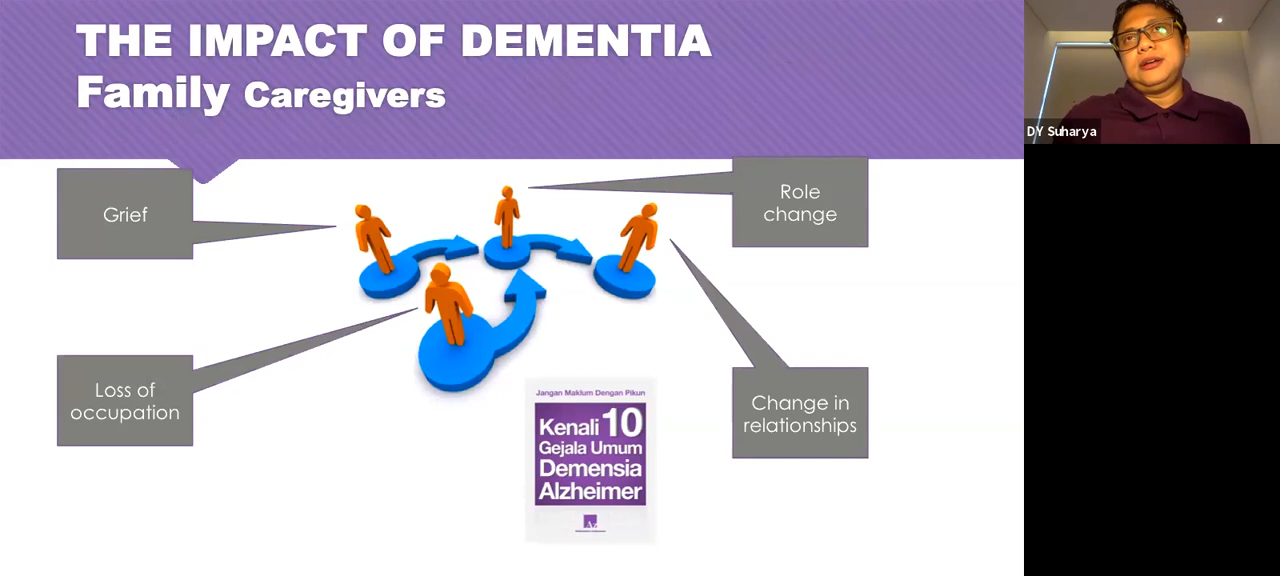 THE IMPACT OF DEMENTIA
Family Caregivers
DY Suharya
Grief
Role
change
Loss of
occupation
Change in
relationships
Jangan Maklum Dengan Pikun
Kenali 10
Gejala Umum
Demensia
Alzheimer